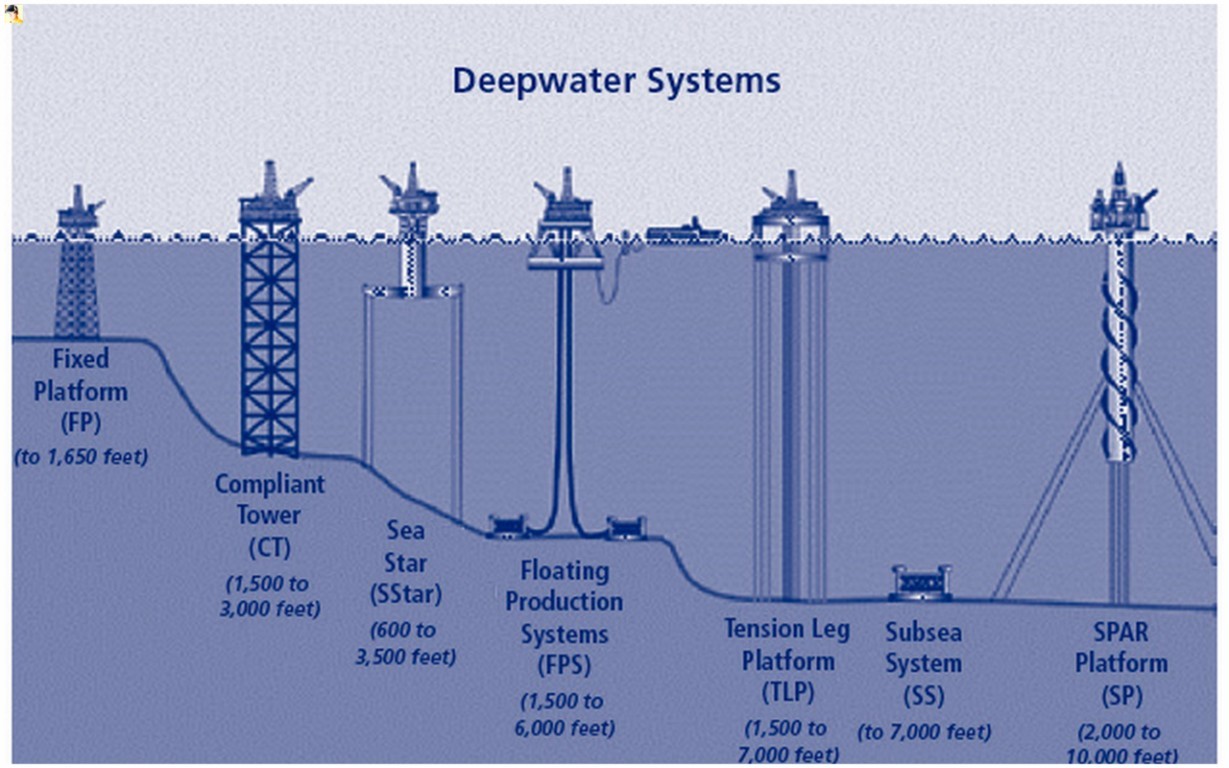 Deepwater Systems
Fixed
Platform
(FP)
(to 1,650 feet)
Compliant
Tower
(CT)
(1,500 to
3,000 feet)
Sea
Star
(SStar)
(600 to
3,500 feet)
Floating
Production
Systems
(FPS)
(1,500 to
6,000 feet)
Tension Leg
Platform
(TLP)
(1,500 to
7,000 feet)
Subsea
System
(SS)
(to 7,000 feet)
SPAR
Platform
(SP)
(2,000 to
10,000 feet)